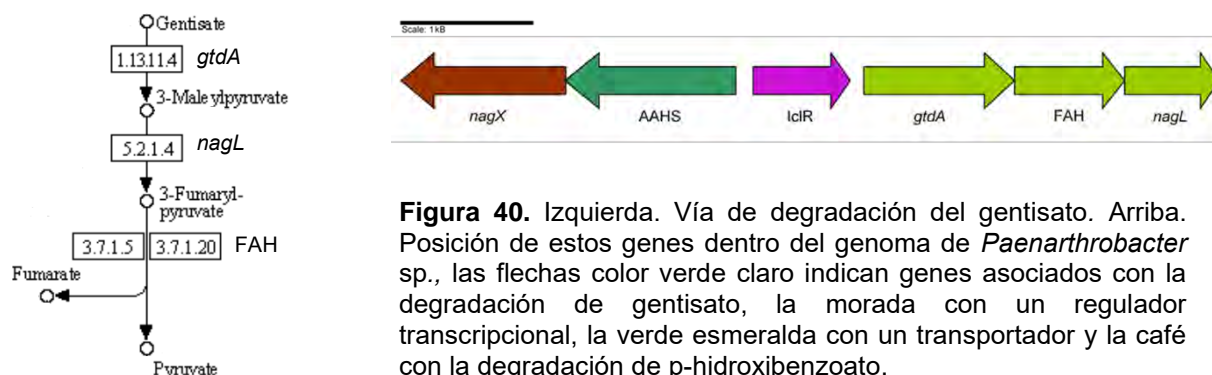 Gentisate
1.13.11.4 gtdA
3-Maleylpyruvate
5.2.1.4 nagL
3-Fumaryl-
pyruvate
3.7.1.5 3.7.1.20 FAH
Fumarate
Pyruvate
Scale: 1kB
nagX AAHS IclR gtdA FAH nagL
Figura 40. Izquierda. Vía de degradación del gentisato. Arriba.
Posición de estos genes dentro del genoma de Paenarthrobacter
sp., las flechas color verde claro indican genes asociados con la
degradación de gentisato, la morada con un regulador
transcripcional, la verde esmeralda con un transportador y la café
con la degradación de p-hidroxibenzoato.